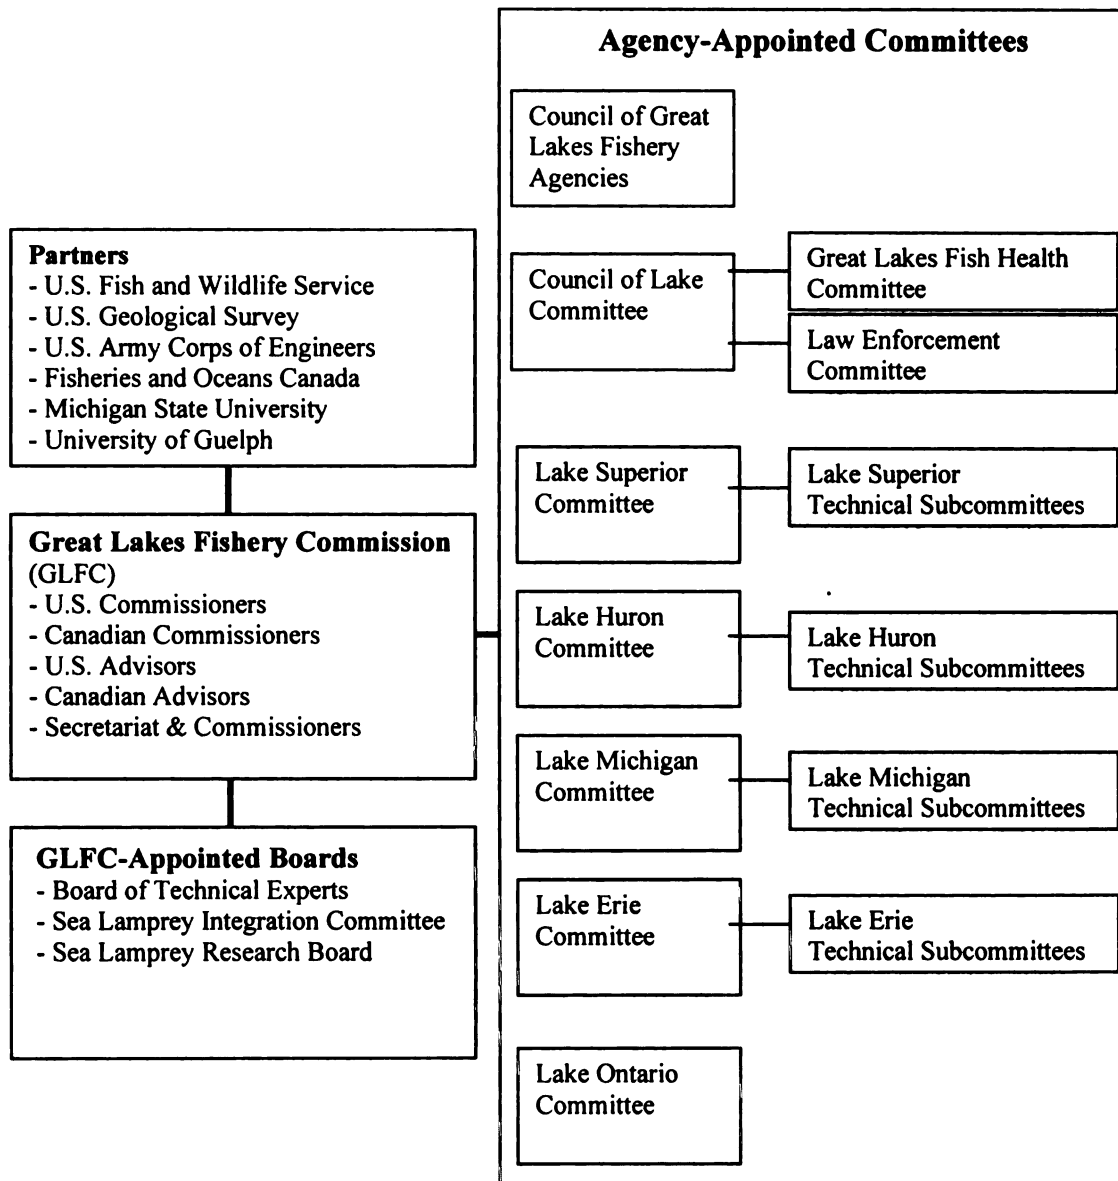 Agency-Appointed Committees
Council of Great
Lakes Fishery
Agencies
Council of Lake
Committee
Great Lakes Fish Health
Committee
Law Enforcement
Committee
Lake Superior
Committee
Lake Superior
Technical Subcommittees
Lake Huron
Committee
Lake Huron
Technical Subcommittees
Lake Michigan
Committee
Lake Michigan
Technical Subcommittees
Lake Erie
Committee
Lake Erie
Technical Subcommittees
Lake Ontario
Committee
Partners
- U.S. Fish and Wildlife Service
- U.S. Geological Survey
- U.S. Army Corps of Engineers
- Fisheries and Oceans Canada
- Michigan State University
- University of Guelph
Great Lakes Fishery Commission
(GLFC)
- U.S. Commissioners
- Canadian Commissioners
- U.S. Advisors
- Canadian Advisors
- Secretariat & Commissioners
GLFC-Appointed Boards
- Board of Technical Experts
- Sea Lamprey Integration Committee
- Sea Lamprey Research Board